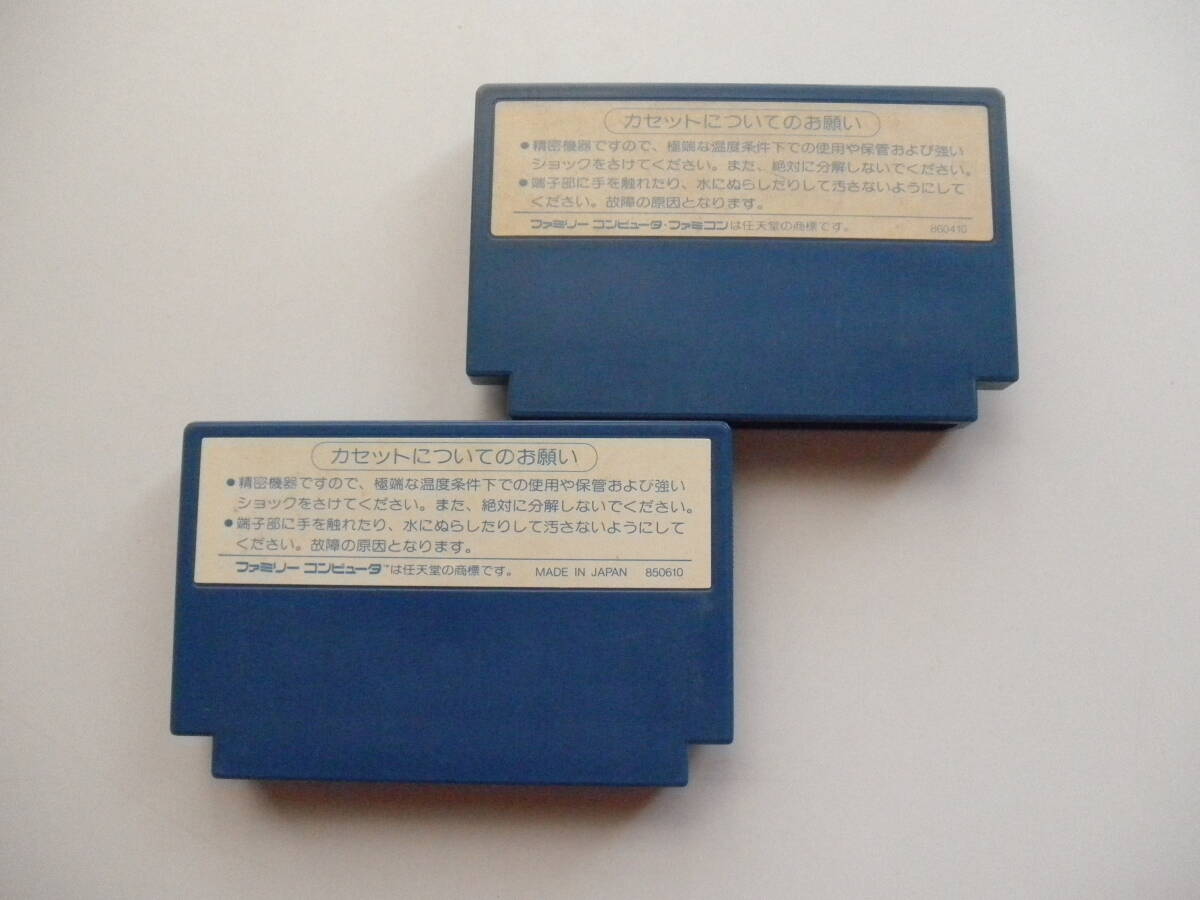 カセットについてのお願い
●精密機器ですので、極端な温度条件下での使用や保管および強い
ショックをさけてください。また、絶対に分解しないでください。
●端子部に手を触れたり、水にぬらしたりして汚さないようにして
ください。故障の原因となります。
ファミリー コンピュータ・ファミコンは任天堂の商標です。 860410
カセットについてのお願い
●精密機器ですので、極端な温度条件下での使用や保管および強い
ショックをさけてください。また、絶対に分解しないでください。
●端子部に手を触れたり、水にぬらしたりして汚さないようにして
ください。故障の原因となります。
ファミリー コンピュータ™は任天堂の商標です。 MADE IN JAPAN 850610